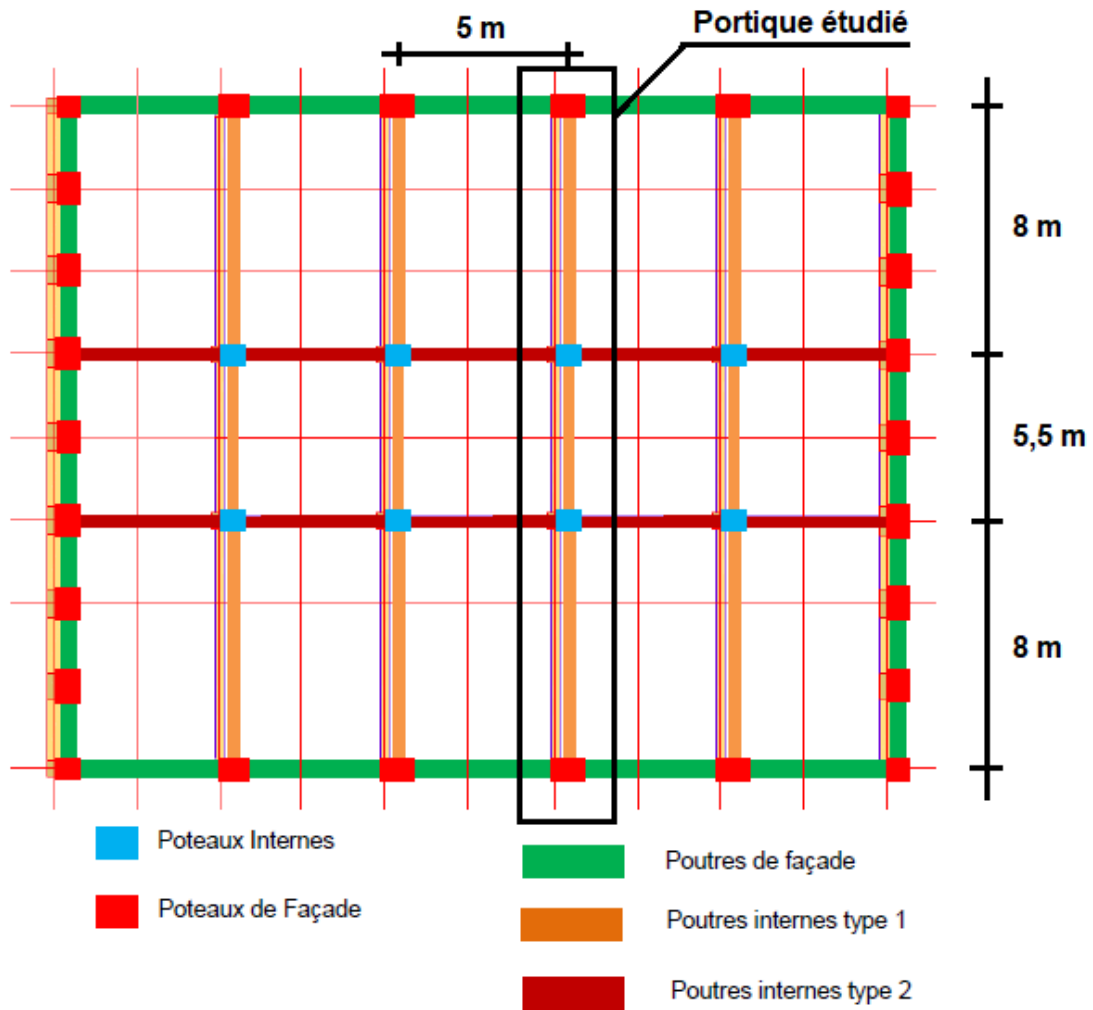 5 m
Portique étudié
8 m
5,5 m
8 m
Poteaux Internes
Poteaux de Façade
Poutres de façade
Poutres internes type 1
Poutres internes type 2